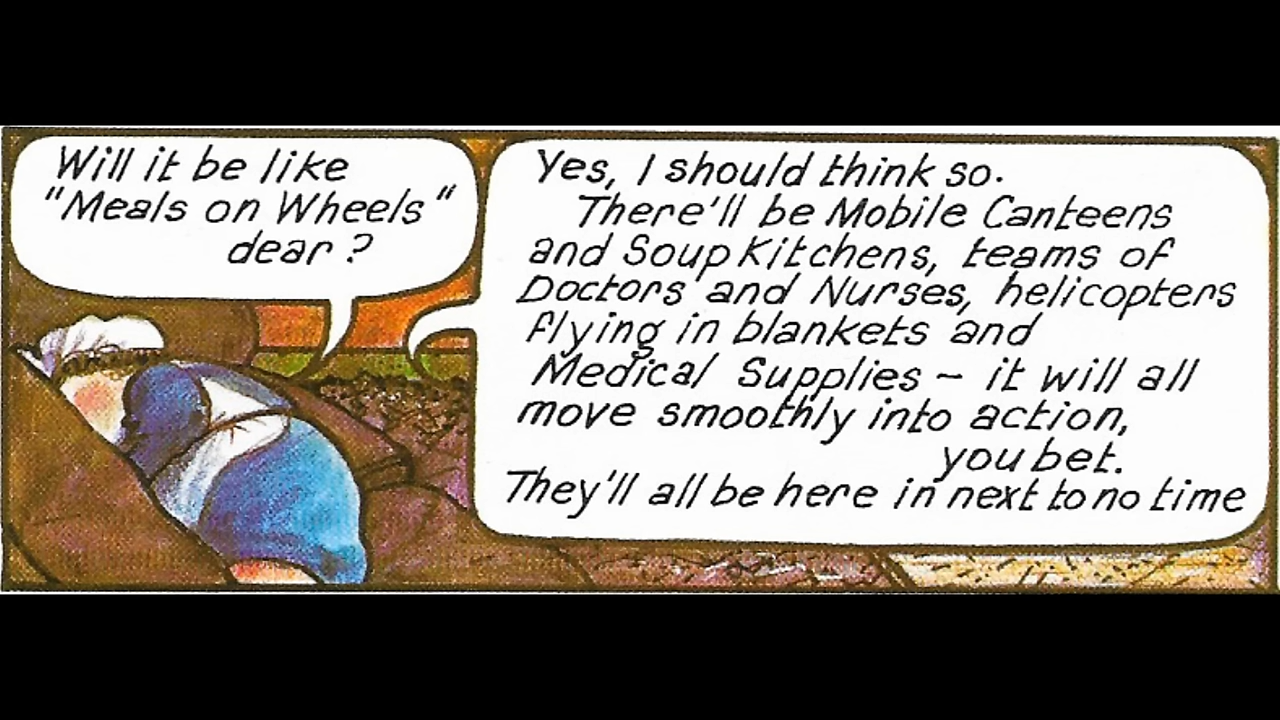 Will it be like
"Meals on Wheels"
dear?
Yes, I should think so.
There'll be Mobile Canteens
and Soup Kitchens, teams of
Doctors and Nurses, helicopters
flying in blankets and
Medical Supplies – it will all
move smoothly into action,
you bet.
They'll all be here in next to no time